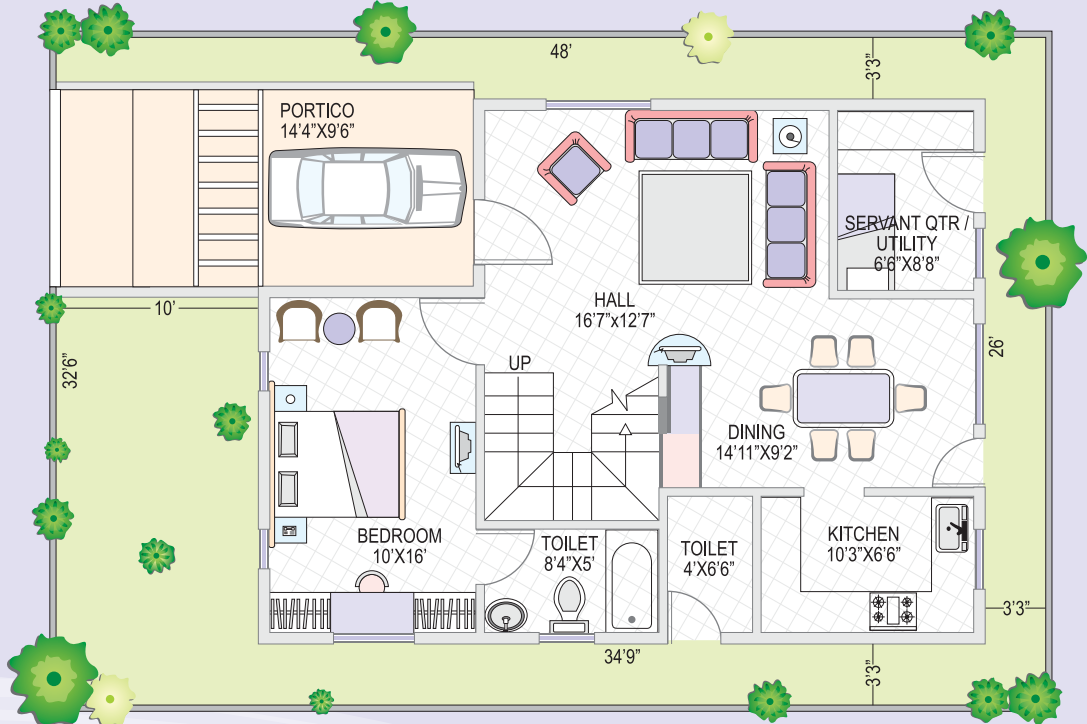 48'
3'3"
PORTICO
14'4"X9'6"
SERVANT QTR /
UTILITY
6'6"X8'8"
10'
HALL
16'7"x12'7"
32'6"
26'
UP
DINING
14'11"X9'2"
BEDROOM
10'X16'
TOILET
8'4"X5'
TOILET
4'X6'6"
KITCHEN
10'3"X6'6"
3'3"
34'9"
3'3"